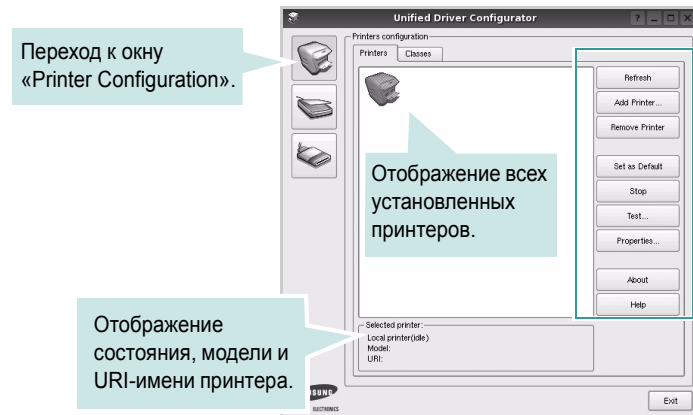 Unified Driver Configurator
Переход к окну
«Printer Configuration».
Printers configuration
Printers
Classes
Refresh
Add Printer...
Remove Printer
Set as Default
Stop
Test...
Properties...
About
Help
Отображение всех
установленных
принтеров.
Отображение
состояния, модели и
URI-имени принтера.
Selected printer:
Local printer(idle)
Model:
URI:
SUNG
ELECTRONICS
Exit